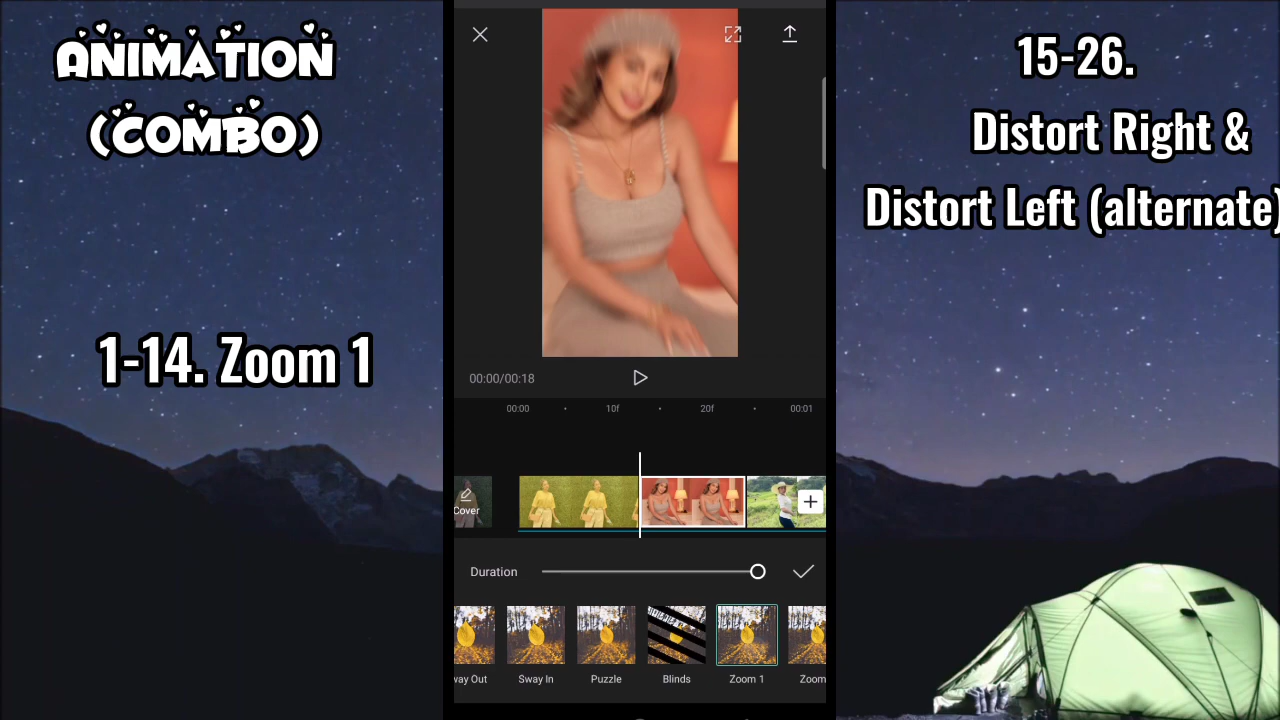 ANIMATION
(COMBO)
1-14. Zoom 1
00:00/00:18
00:00
10f
20f
00:01
Cover
Duration
way Out
Sway In
Puzzle
Blinds
Zoom 1
Zoom
15-26.
Distort Right &
Distort Left (alternate)